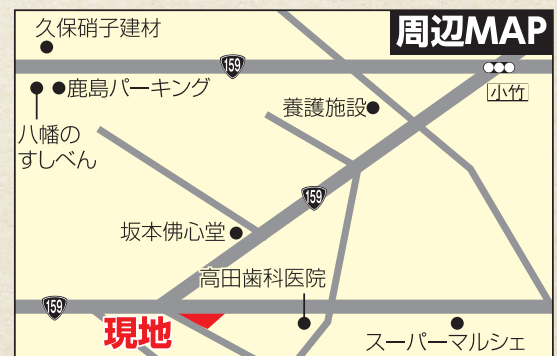 周辺MAP
久保硝子建材
159
小竹
鹿島パーキング
養護施設
八幡の
すしべん
159
坂本佛心堂
高田歯科医院
159
現地
スーパーマルシェ